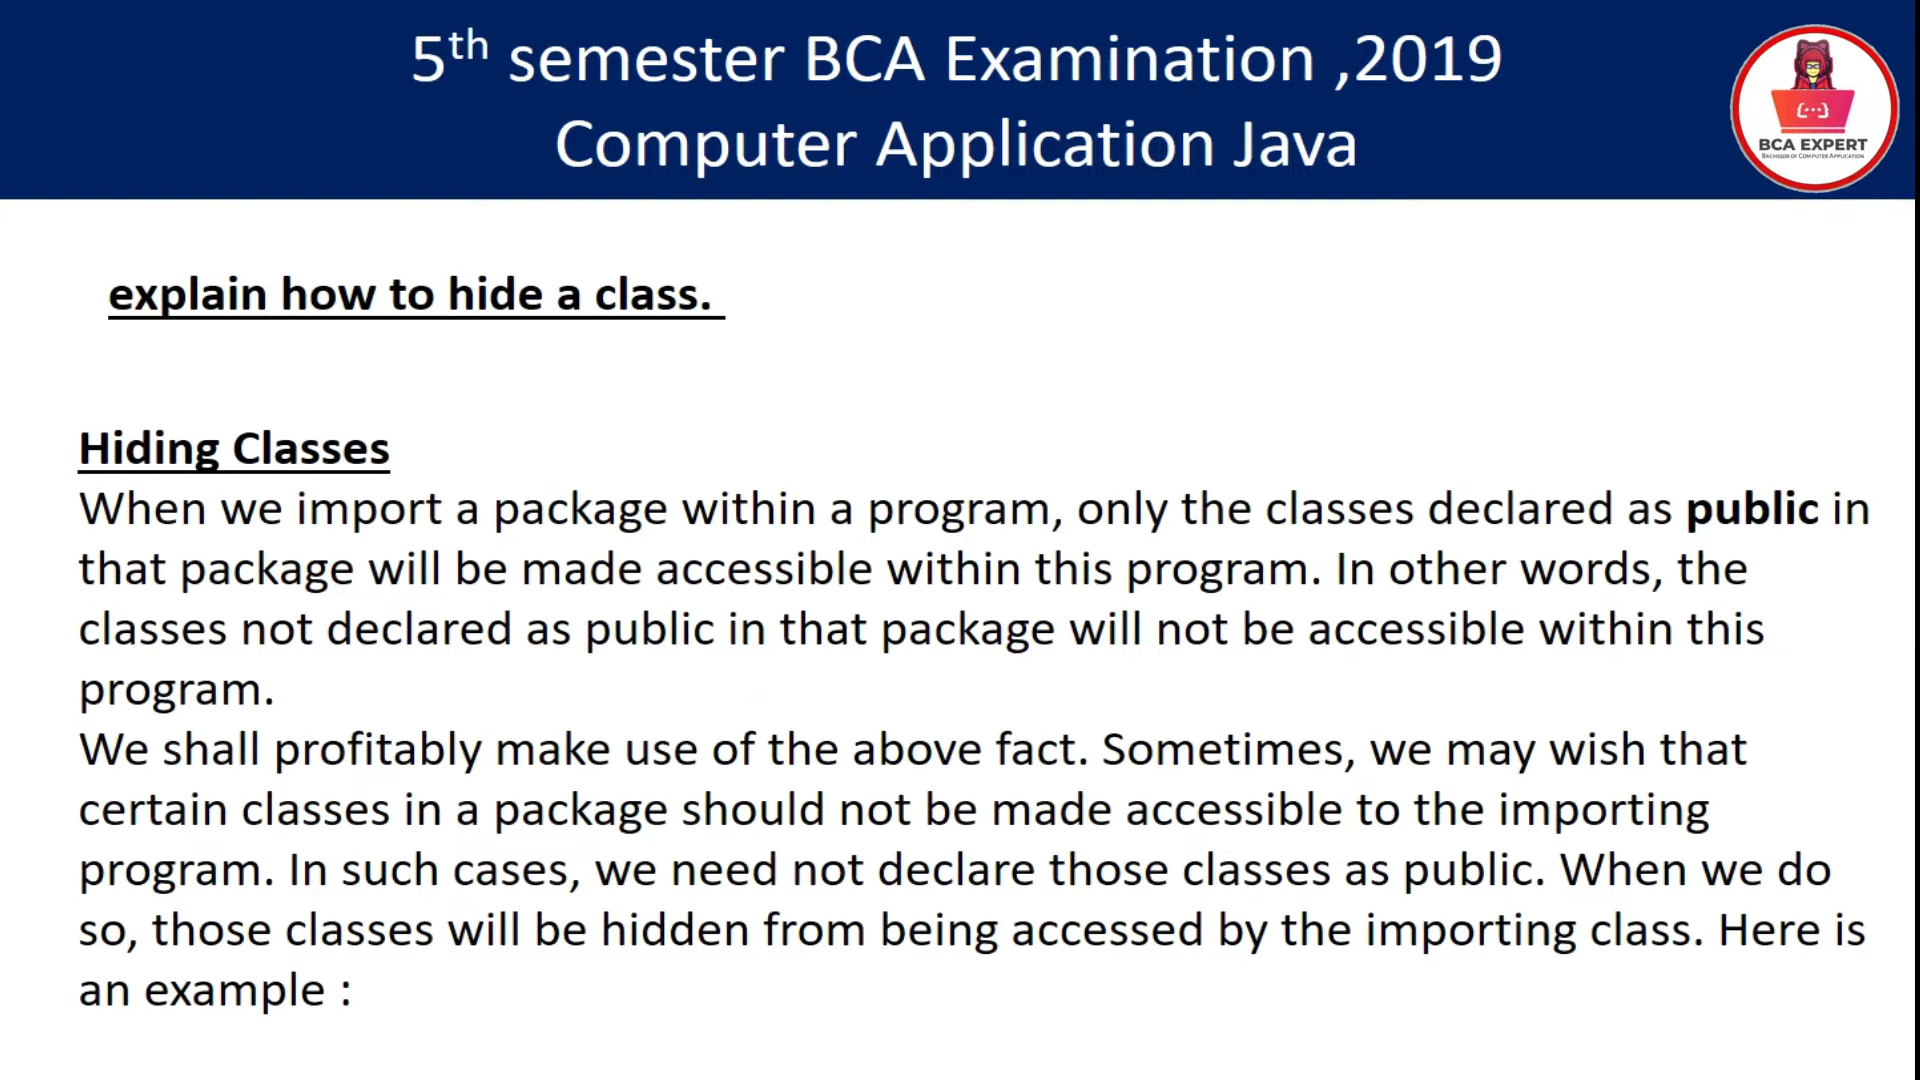 5th semester BCA Examination ,2019
Computer Application Java
{···}
BCA EXPERT
BACHELOR OF COMPUTER APPLICATION
explain how to hide a class.
Hiding Classes
When we import a package within a program, only the classes declared as public in
that package will be made accessible within this program. In other words, the
classes not declared as public in that package will not be accessible within this
program.
We shall profitably make use of the above fact. Sometimes, we may wish that
certain classes in a package should not be made accessible to the importing
program. In such cases, we need not declare those classes as public. When we do
so, those classes will be hidden from being accessed by the importing class. Here is
an example :